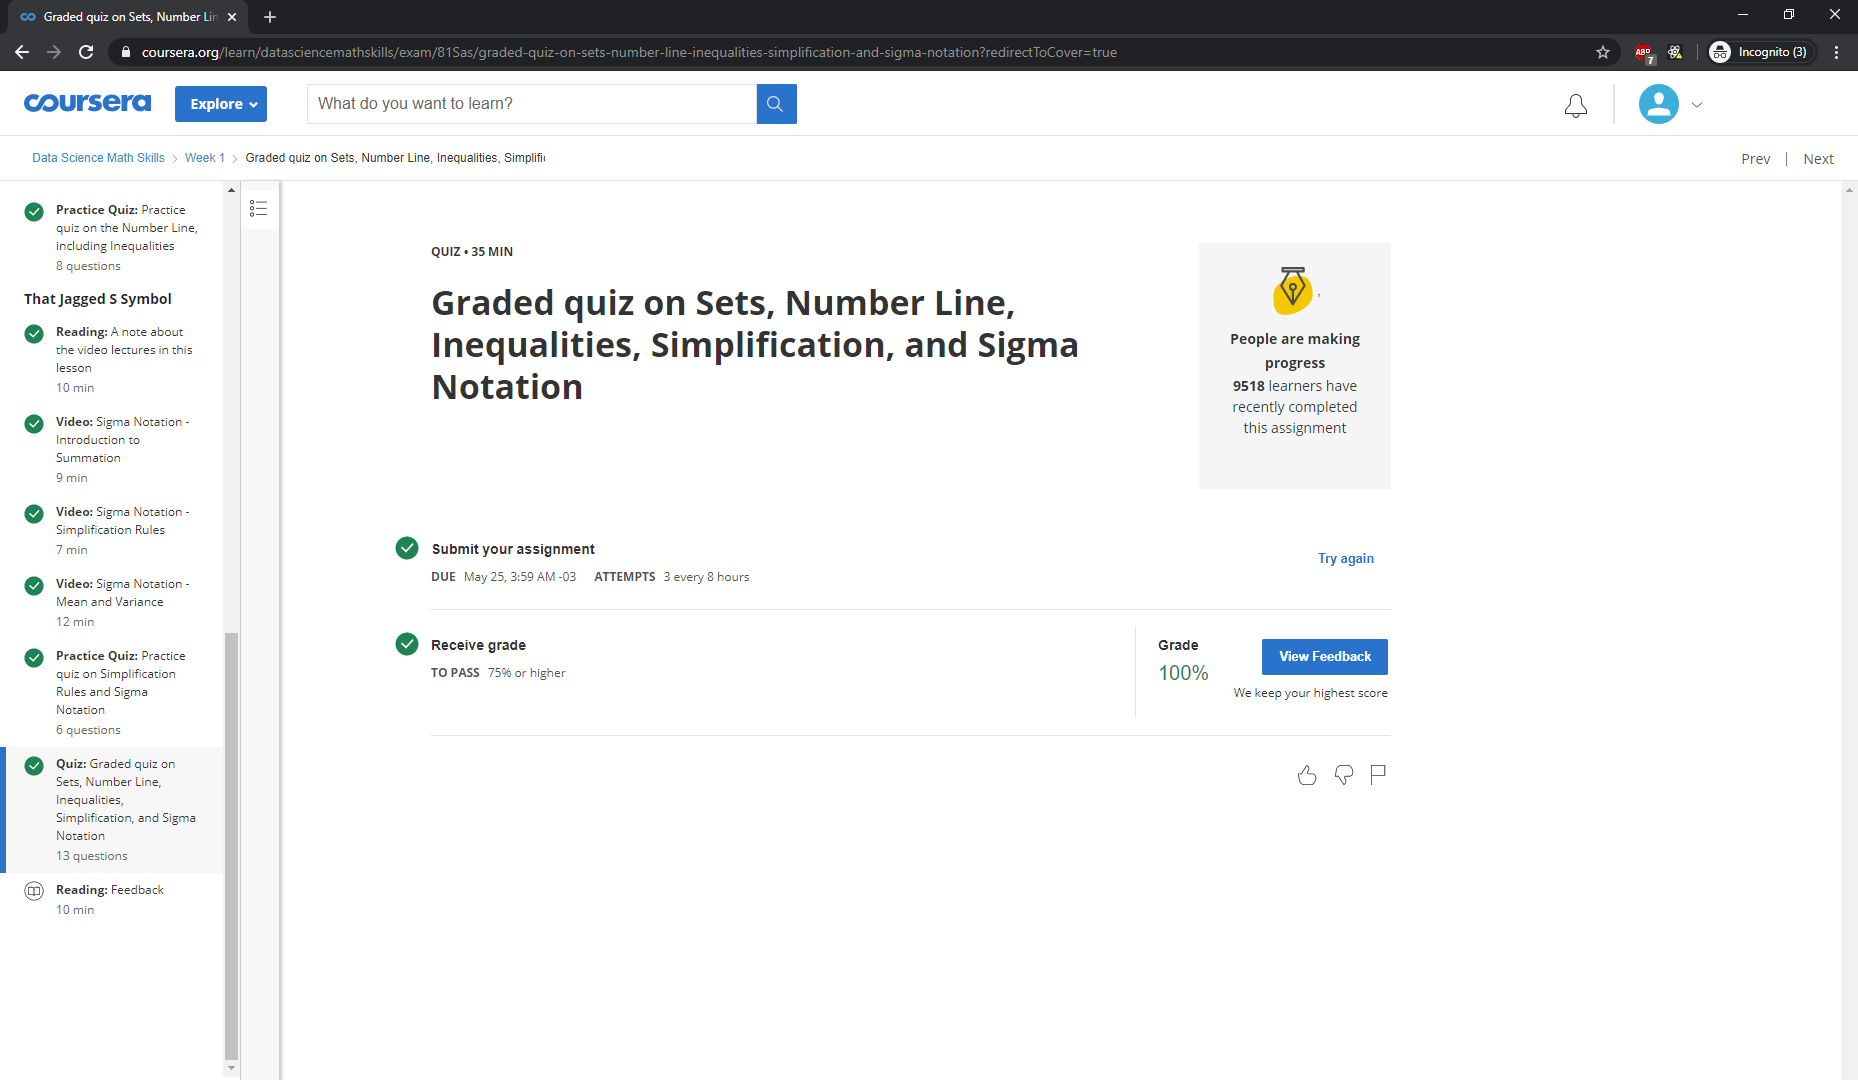 Graded quiz on Sets, Number Lin
coursera.org/learn/datasciencemathskills/exam/81Sas/graded-quiz-on-sets-number-line-inequalities-simplification-and-sigma-notation?redirectToCover=true
ABP
7
Incognito (3)
coursera
Explore
What do you want to learn?
Data Science Math Skills
Week 1
Graded quiz on Sets, Number Line, Inequalities, Simplifi
Prev | Next
Practice Quiz: Practice
quiz on the Number Line,
including Inequalities
8 questions
That Jagged S Symbol
Reading: A note about
the video lectures in this
lesson
10 min
Video: Sigma Notation -
Introduction to
Summation
9 min
Video: Sigma Notation -
Simplification Rules
7 min
Video: Sigma Notation -
Mean and Variance
12 min
Practice Quiz: Practice
quiz on Simplification
Rules and Sigma
Notation
6 questions
Quiz: Graded quiz on
Sets, Number Line,
Inequalities,
Simplification, and Sigma
Notation
13 questions
Reading: Feedback
10 min
QUIZ • 35 MIN
Graded quiz on Sets, Number Line,
Inequalities, Simplification, and Sigma
Notation
People are making
progress
9518 learners have
recently completed
this assignment
Submit your assignment
DUE May 25, 3:59 AM -03 ATTEMPTS 3 every 8 hours
Try again
Receive grade
TO PASS 75% or higher
Grade
100%
View Feedback
We keep your highest score